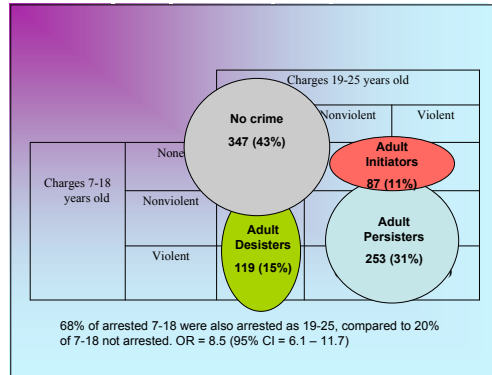 Charges 19-25 years old
Nonviolent
Violent
No crime
347 (43%)
None
Adult
Initiators
87 (11%)
Charges 7-18
years old
Nonviolent
Adult
Desisters
119 (15%)
Adult
Persisters
253 (31%)
Violent
68% of arrested 7-18 were also arrested as 19-25, compared to 20%
of 7-18 not arrested. OR = 8.5 (95% CI = 6.1 – 11.7)